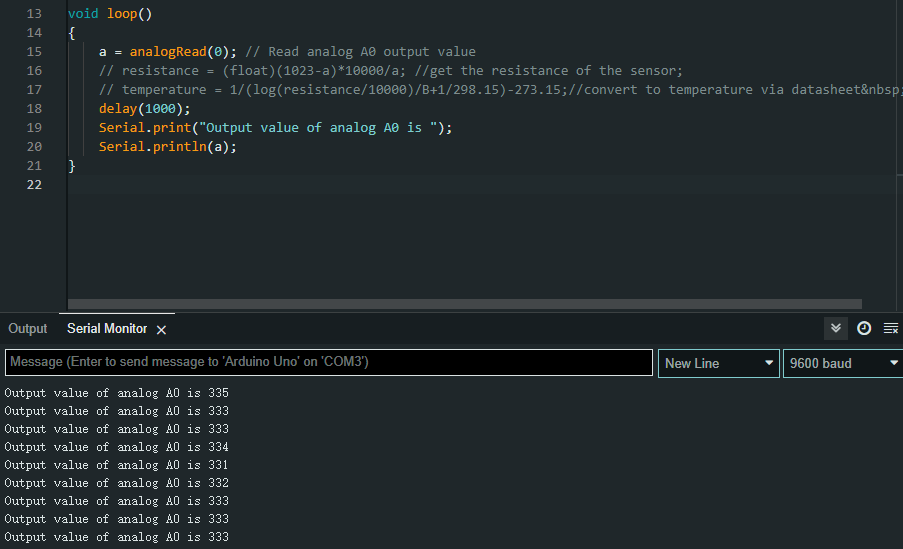 13 void loop()
14 {
15 a = analogRead(0); // Read analog A0 output value
16 // resistance = (float)(1023-a)*10000/a; //get the resistance of the sensor;
17 // temperature = 1/(log(resistance/10000)/B+1/298.15)-273.15;//convert to temperature via datasheet&nbsp;
18 delay(1000);
19 Serial.print("Output value of analog A0 is ");
20 Serial.println(a);
21 }
22
Output Serial Monitor
Message (Enter to send message to 'Arduino Uno' on 'COM3') New Line 9600 baud
Output value of analog A0 is 335
Output value of analog A0 is 333
Output value of analog A0 is 333
Output value of analog A0 is 334
Output value of analog A0 is 331
Output value of analog A0 is 332
Output value of analog A0 is 333
Output value of analog A0 is 333
Output value of analog A0 is 333